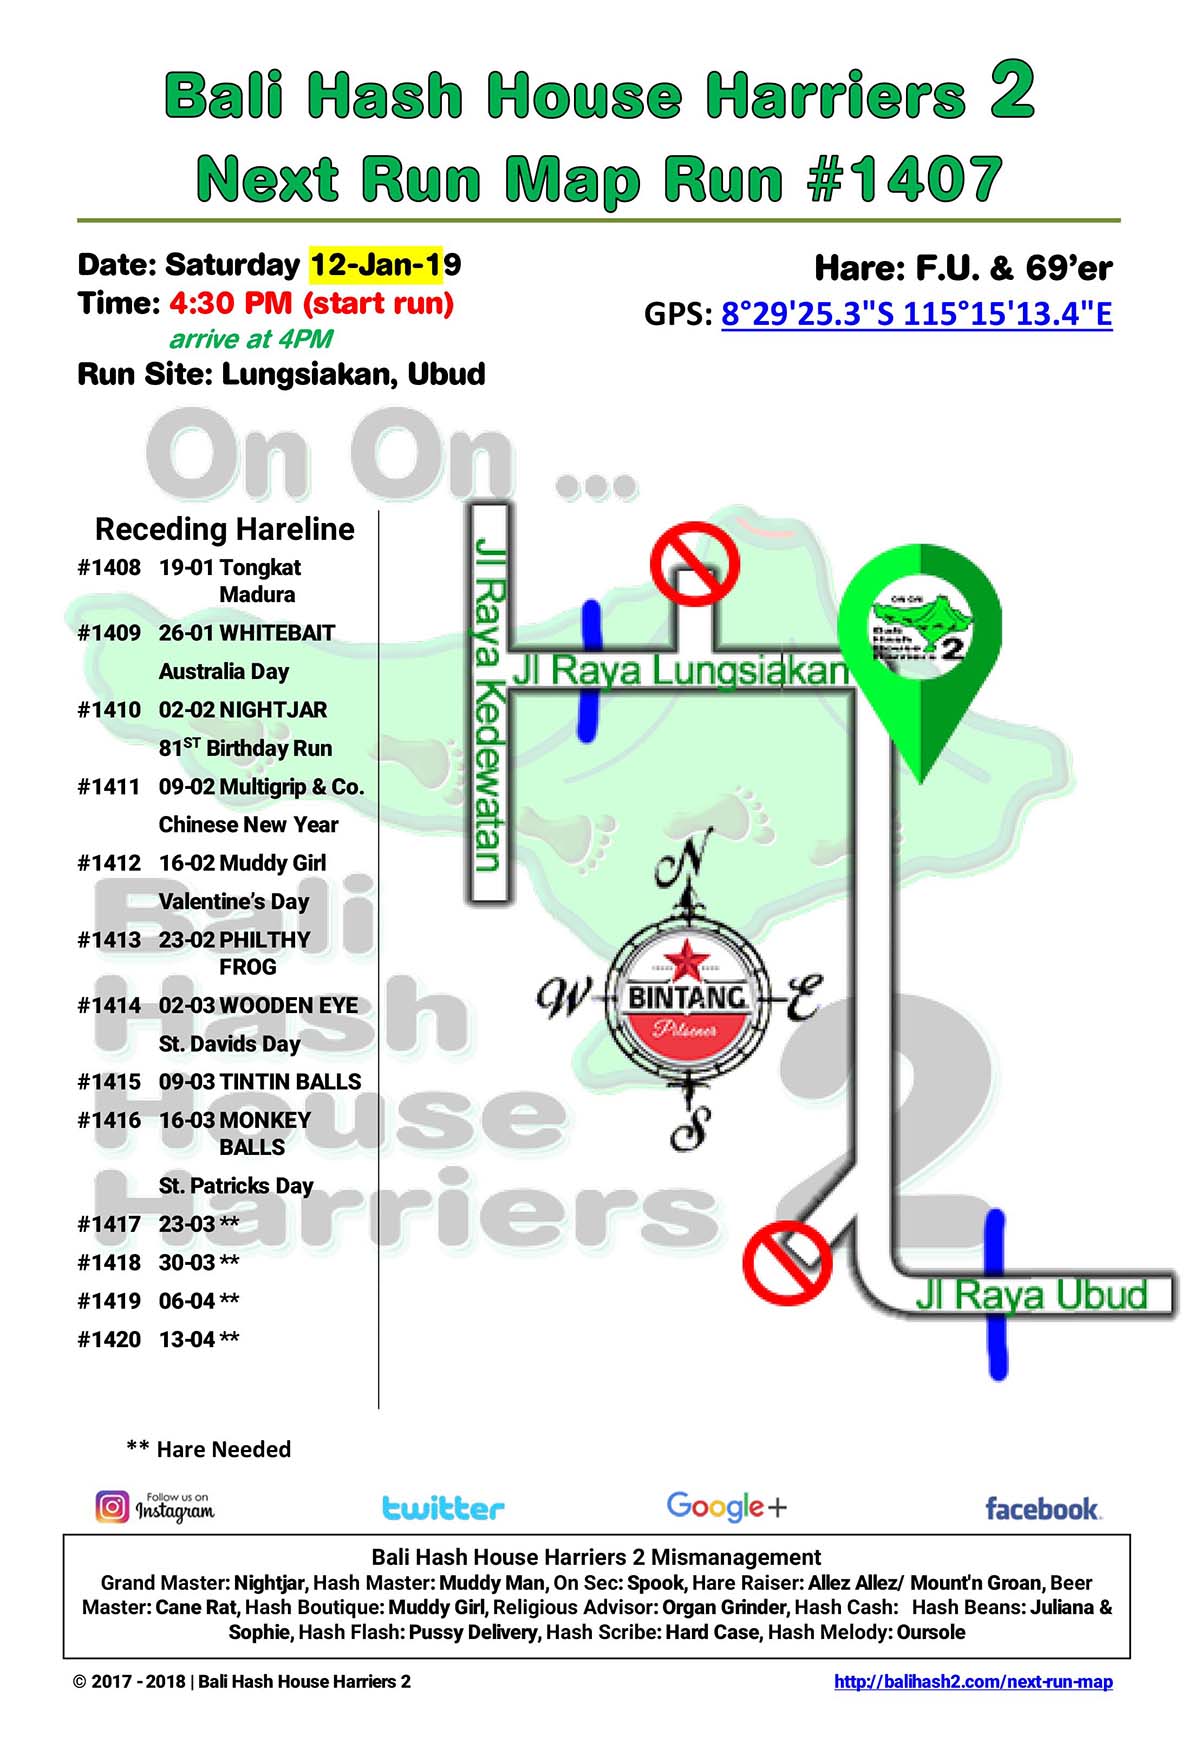 Bali Hash House Harriers 2
Next Run Map Run #1407
Date: Saturday 12-Jan-19
Time: 4:30 PM (start run)
arrive at 4PM
Run Site: Lungsiakan, Ubud
Hare: F.U. & 69’er
GPS: 8°29'25.3"S 115°15'13.4"E
On On ...
Receding Hareline
#1408 19-01 Tongkat
Madura
#1409 26-01 WHITEBAIT
Australia Day
#1410 02-02 NIGHTJAR
81ST Birthday Run
#1411 09-02 Multigrip & Co.
Chinese New Year
#1412 16-02 Muddy Girl
Valentine’s Day
#1413 23-02 PHILTHY
FROG
#1414 02-03 WOODEN EYE
St. Davids Day
#1415 09-03 TINTIN BALLS
#1416 16-03 MONKEY
BALLS
St. Patricks Day
#1417 23-03 **
#1418 30-03 **
#1419 06-04 **
#1420 13-04 **
** Hare Needed
Bali
Hash
House
Harriers 2
Jl Raya Kedewatan
Jl Raya Lungsiakan
ON ON
Bali
Hash
House
Harriers 2
N
W
E
S
BINTANG
Pilsener
Jl Raya Ubud
Follow us on
Instagram
twitter
Google+
facebook
Bali Hash House Harriers 2 Mismanagement
Grand Master: Nightjar, Hash Master: Muddy Man, On Sec: Spook, Hare Raiser: Allez Allez/ Mount'n Groan, Beer
Master: Cane Rat, Hash Boutique: Muddy Girl, Religious Advisor: Organ Grinder, Hash Cash: Hash Beans: Juliana &
Sophie, Hash Flash: Pussy Delivery, Hash Scribe: Hard Case, Hash Melody: Oursole
© 2017 - 2018 | Bali Hash House Harriers 2
http://balihash2.com/next-run-map